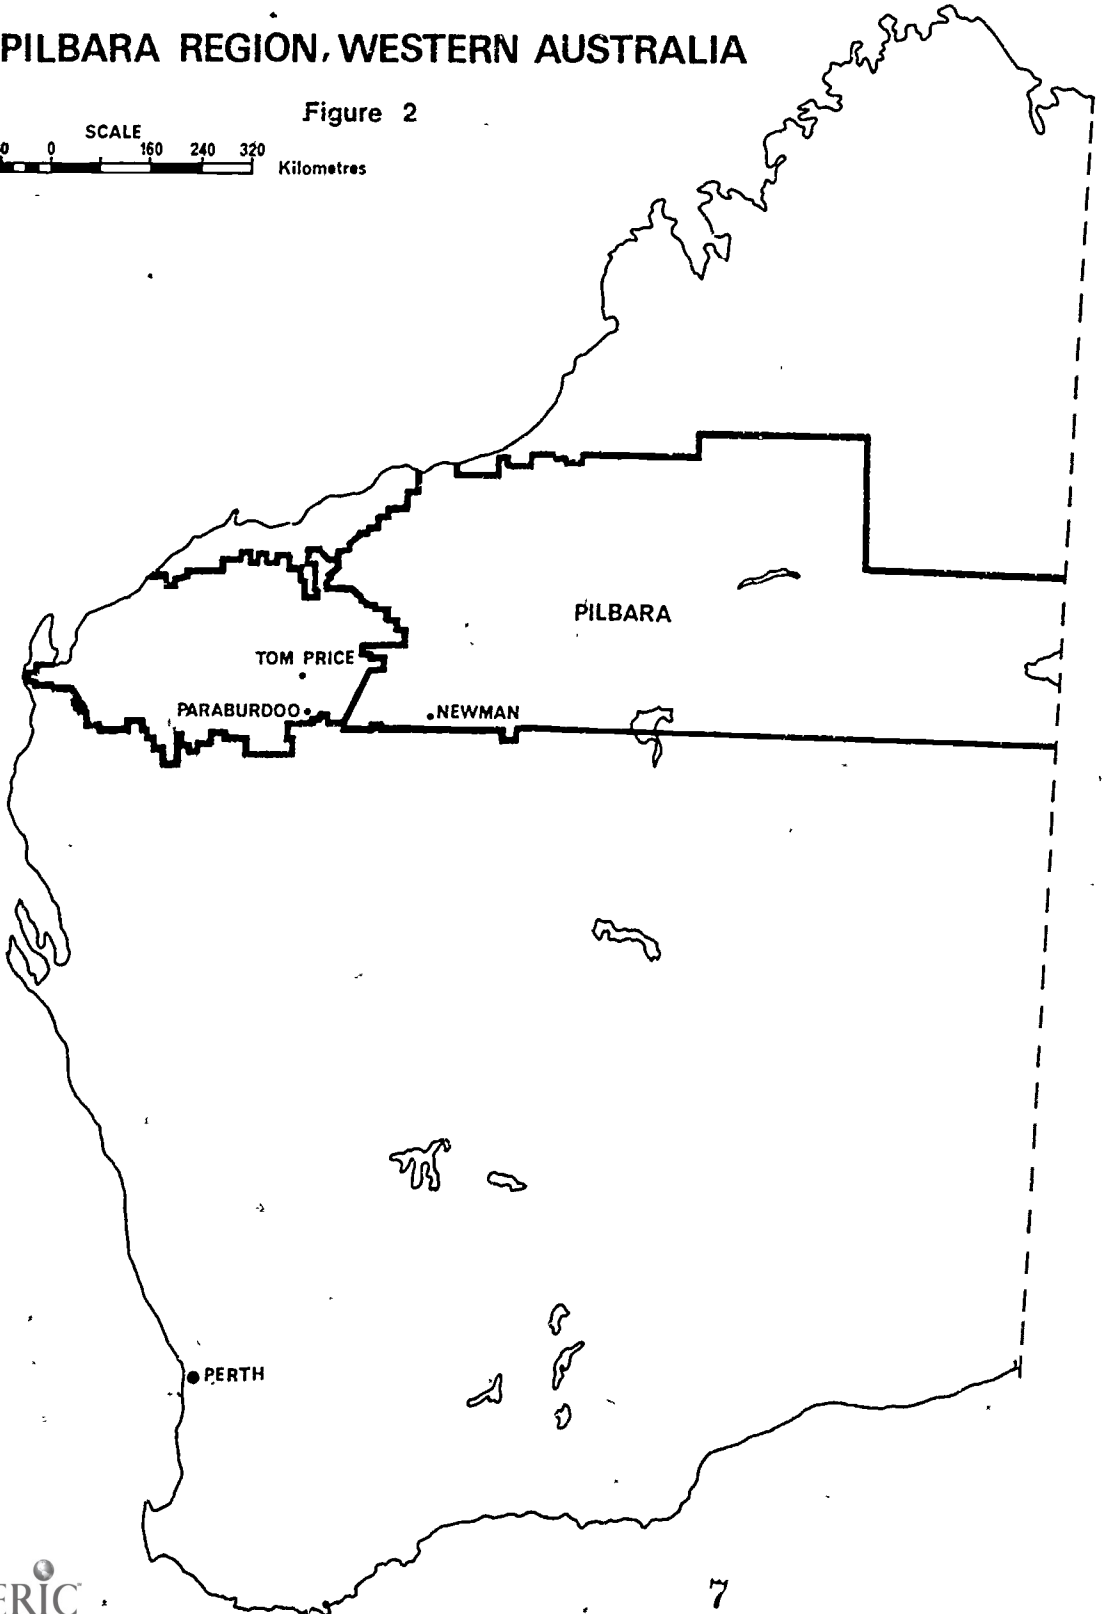 PILBARA REGION, WESTERN AUSTRALIA
Figure 2
SCALE
0 0 160 240 320
Kilometres
PILBARA
TOM PRICE
PARABURDOO
NEWMAN
PERTH
ERIC
7